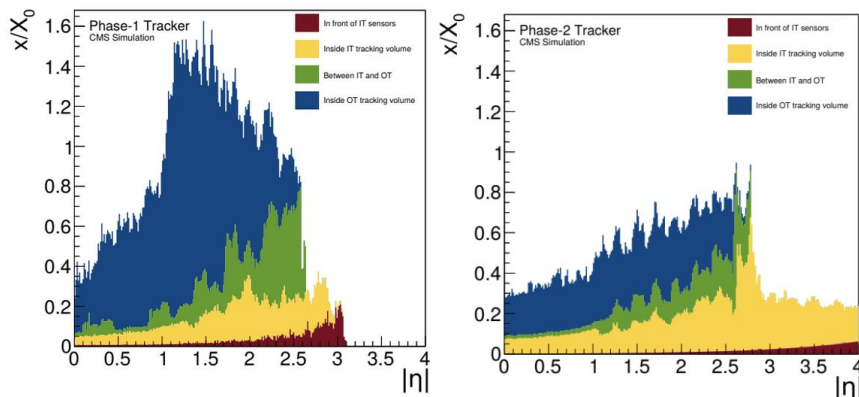 Phase-1 Tracker
CMS Simulation
In front of IT sensors
Inside IT tracking volume
Between IT and OT
Inside OT tracking volume
x/X0
1.6
1.4
1.2
1
0.8
0.6
0.4
0.2
0
0 0.5 1 1.5 2 2.5 3 3.5 4
|η|
Phase-2 Tracker
CMS Simulation
In front of IT sensors
Inside IT tracking volume
Between IT and OT
Inside OT tracking volume
x/X0
1.6
1.4
1.2
1
0.8
0.6
0.4
0.2
0
0 0.5 1 1.5 2 2.5 3 3.5 4
|η|